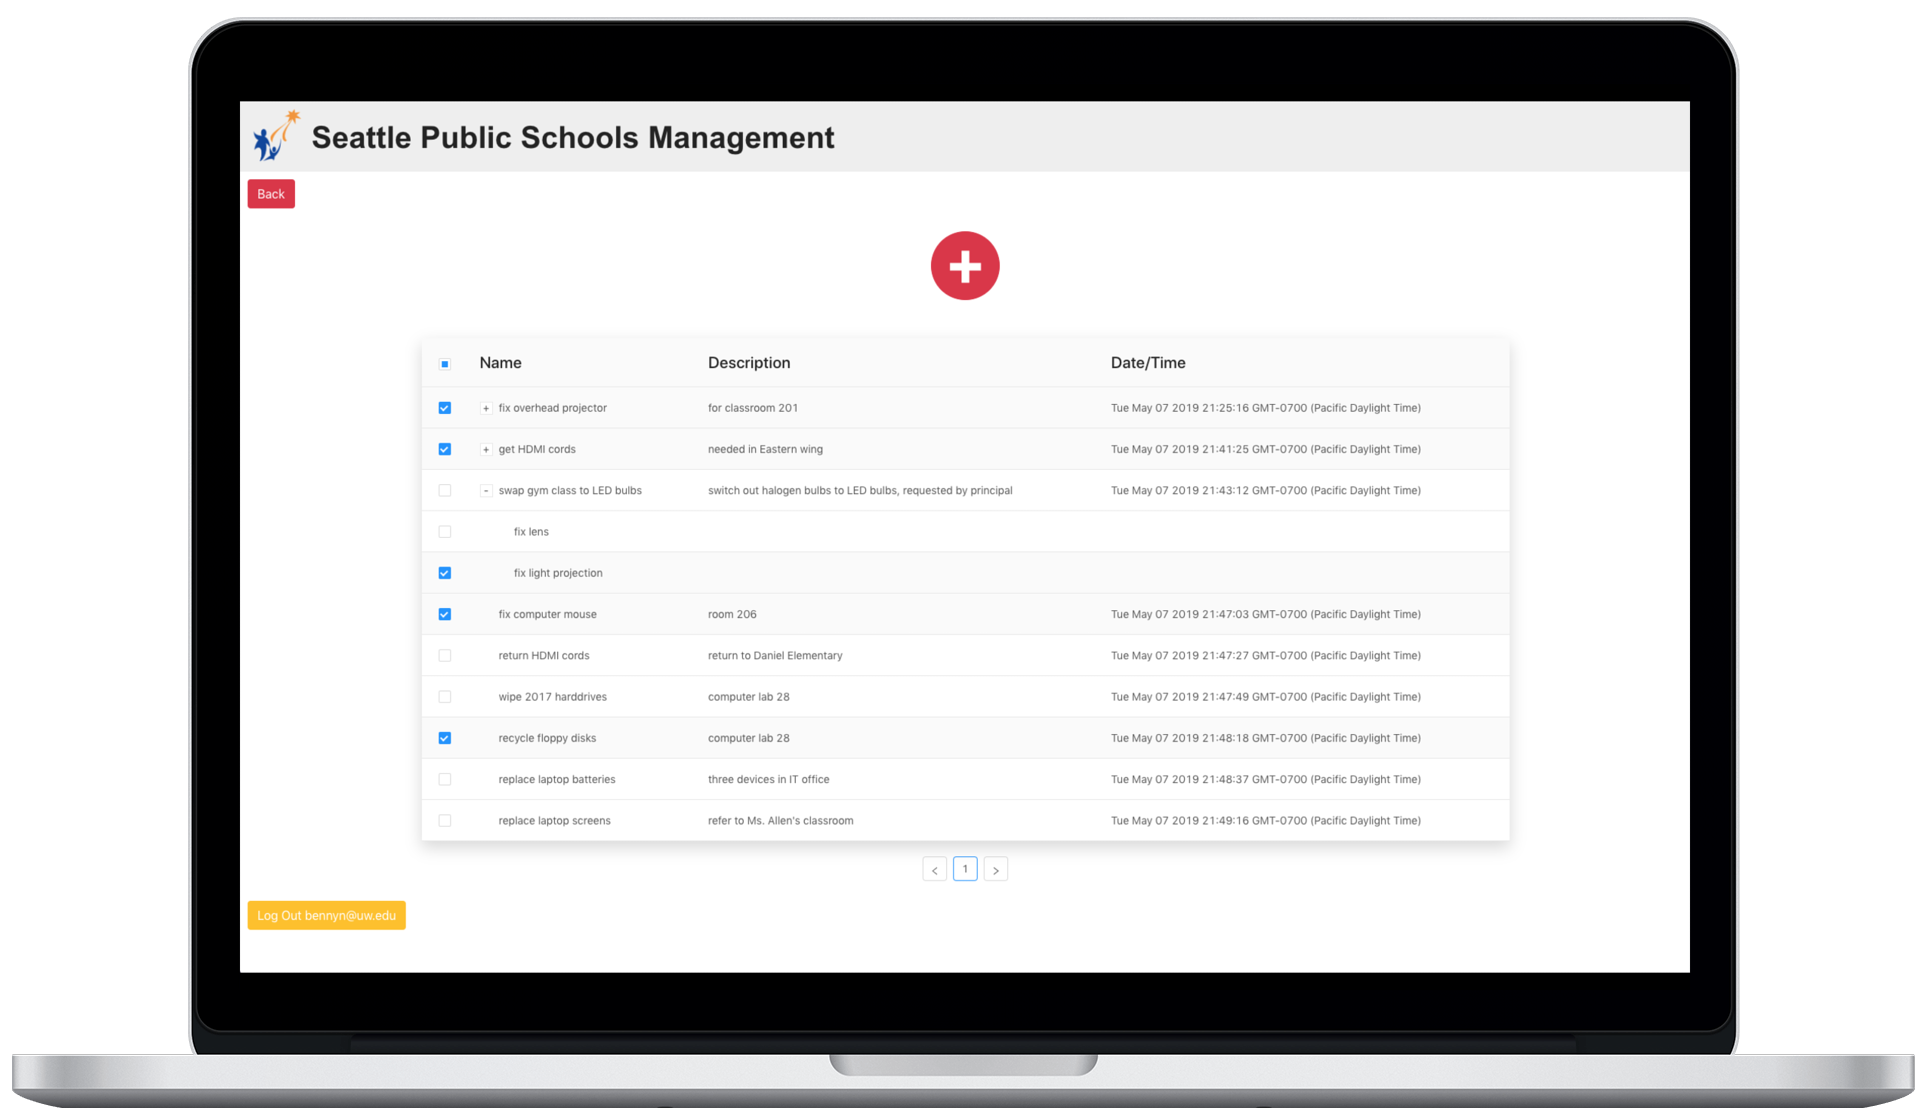 Seattle Public Schools Management
Back
+
Name Description Date/Time
+ fix overhead projector for classroom 201 Tue May 07 2019 21:25:16 GMT-0700 (Pacific Daylight Time)
+ get HDMI cords needed in Eastern wing Tue May 07 2019 21:41:25 GMT-0700 (Pacific Daylight Time)
- swap gym class to LED bulbs switch out halogen bulbs to LED bulbs, requested by principal Tue May 07 2019 21:43:12 GMT-0700 (Pacific Daylight Time)
fix lens
fix light projection
fix computer mouse room 206 Tue May 07 2019 21:47:03 GMT-0700 (Pacific Daylight Time)
return HDMI cords return to Daniel Elementary Tue May 07 2019 21:47:27 GMT-0700 (Pacific Daylight Time)
wipe 2017 harddrives computer lab 28 Tue May 07 2019 21:47:49 GMT-0700 (Pacific Daylight Time)
recycle floppy disks computer lab 28 Tue May 07 2019 21:48:18 GMT-0700 (Pacific Daylight Time)
replace laptop batteries three devices in IT office Tue May 07 2019 21:48:37 GMT-0700 (Pacific Daylight Time)
replace laptop screens refer to Ms. Allen's classroom Tue May 07 2019 21:49:16 GMT-0700 (Pacific Daylight Time)
< 1 >
Log Out bennyn@uw.edu